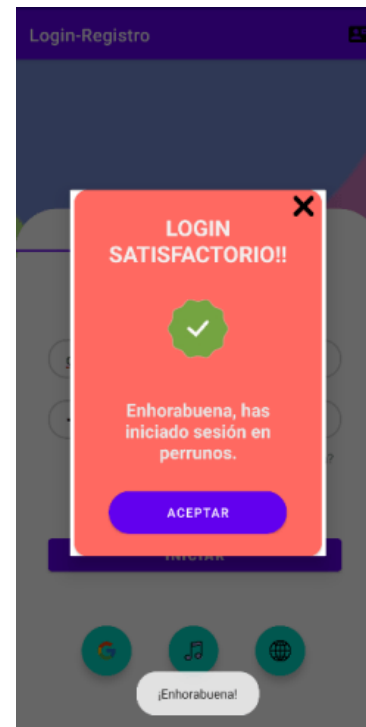 Login-Registro
LOGIN
SATISFACTORIO!!
Enhorabuena, has
iniciado sesión en
perrunos.
ACEPTAR
INICIAR
¡Enhorabuena!